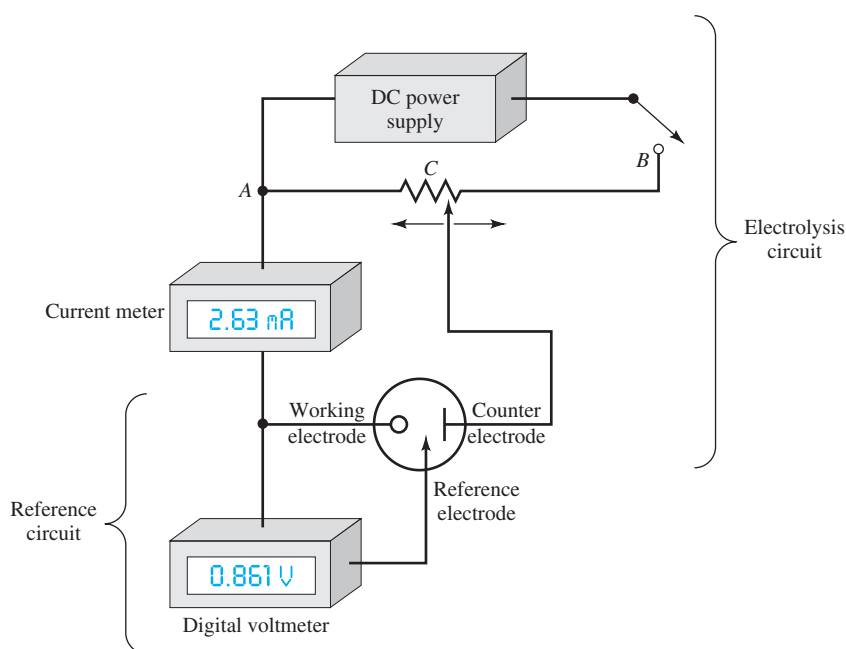 DC power
supply
C
B
A
Electrolysis
circuit
Current meter
2.63 mA
Working
electrode
Counter
electrode
Reference
electrode
Reference
circuit
0.861 V
Digital voltmeter